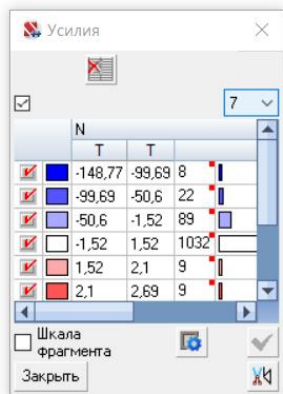 Усилия
7
N
T T
-148,77 -99,69 8
-99,69 -50,6 22
-50,6 -1,52 89
-1,52 1,52 1032
1,52 2,1 9
2,1 2,69 9
Шкала
фрагмента
Закрыть